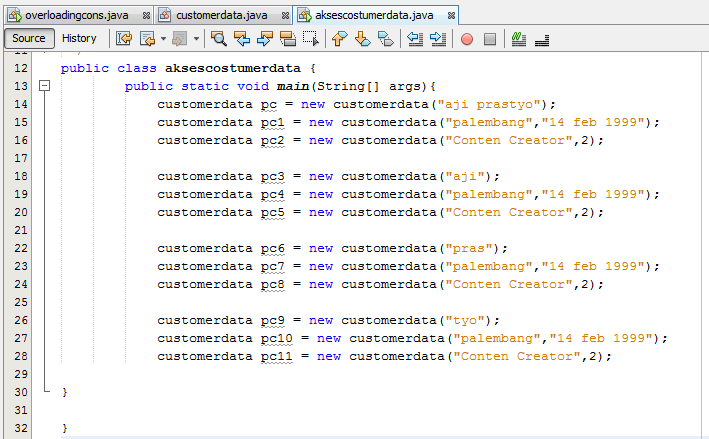 overloadingcons.java customerdata.java aksescostumerdata.java
Source History
12 public class aksescostumerdata {
13 public static void main(String[] args){
14 customerdata pc = new customerdata("aji prastyo");
15 customerdata pc1 = new customerdata("palembang","14 feb 1999");
16 customerdata pc2 = new customerdata("Conten Creator",2);
17
18 customerdata pc3 = new customerdata("aji");
19 customerdata pc4 = new customerdata("palembang","14 feb 1999");
20 customerdata pc5 = new customerdata("Conten Creator",2);
21
22 customerdata pc6 = new customerdata("pras");
23 customerdata pc7 = new customerdata("palembang","14 feb 1999");
24 customerdata pc8 = new customerdata("Conten Creator",2);
25
26 customerdata pc9 = new customerdata("tyo");
27 customerdata pc10 = new customerdata("palembang","14 feb 1999");
28 customerdata pc11 = new customerdata("Conten Creator",2);
29
30 }
31
32 }